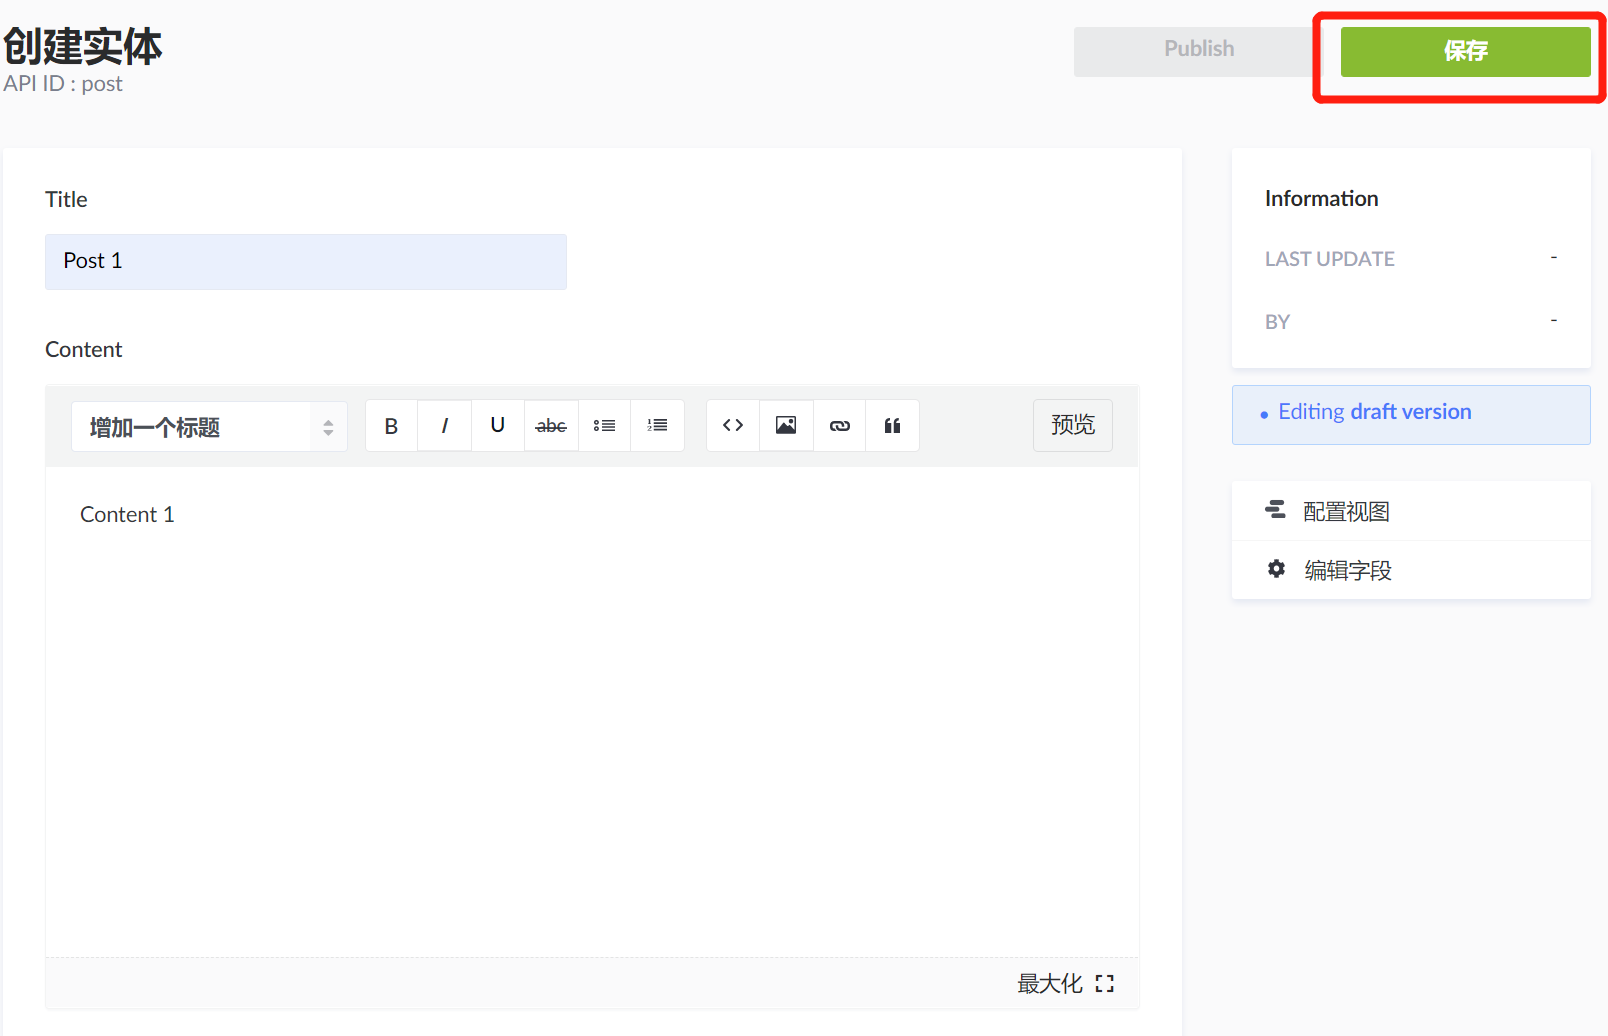 创建实体
API ID : post
Publish
保存
Title
Post 1
Content
增加一个标题
B I U abc
预览
Content 1
最大化
Information
LAST UPDATE -
BY -
Editing draft version
配置视图
编辑字段